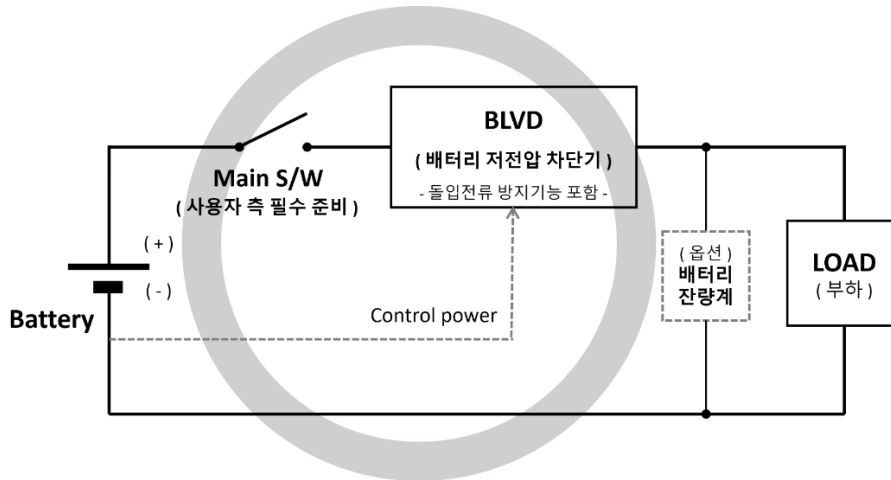 BLVD
( 배터리 저전압 차단기 )
- 돌입전류 방지기능 포함 -
Main S/W
( 사용자 측 필수 준비 )
( + )
( - )
Battery
Control power
( 옵션 )
배터리
잔량계
LOAD
( 부하 )